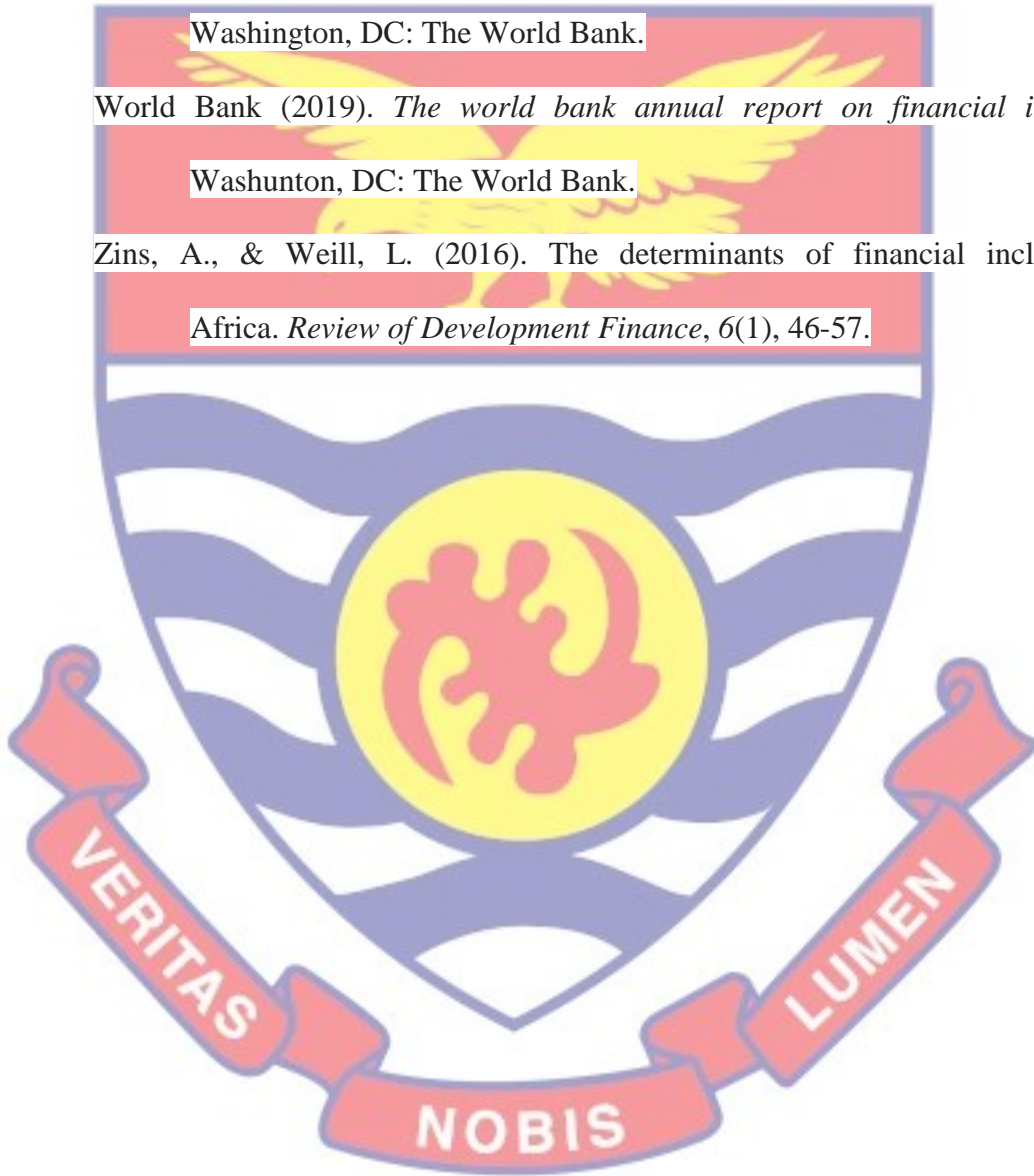 Washington, DC: The World Bank.
World Bank (2019). The world bank annual report on financial i
Washunton, DC: The World Bank.
Zins, A., & Weill, L. (2016). The determinants of financial incl
Africa. Review of Development Finance, 6(1), 46-57.
VERITAS
NOBIS
LUMEN